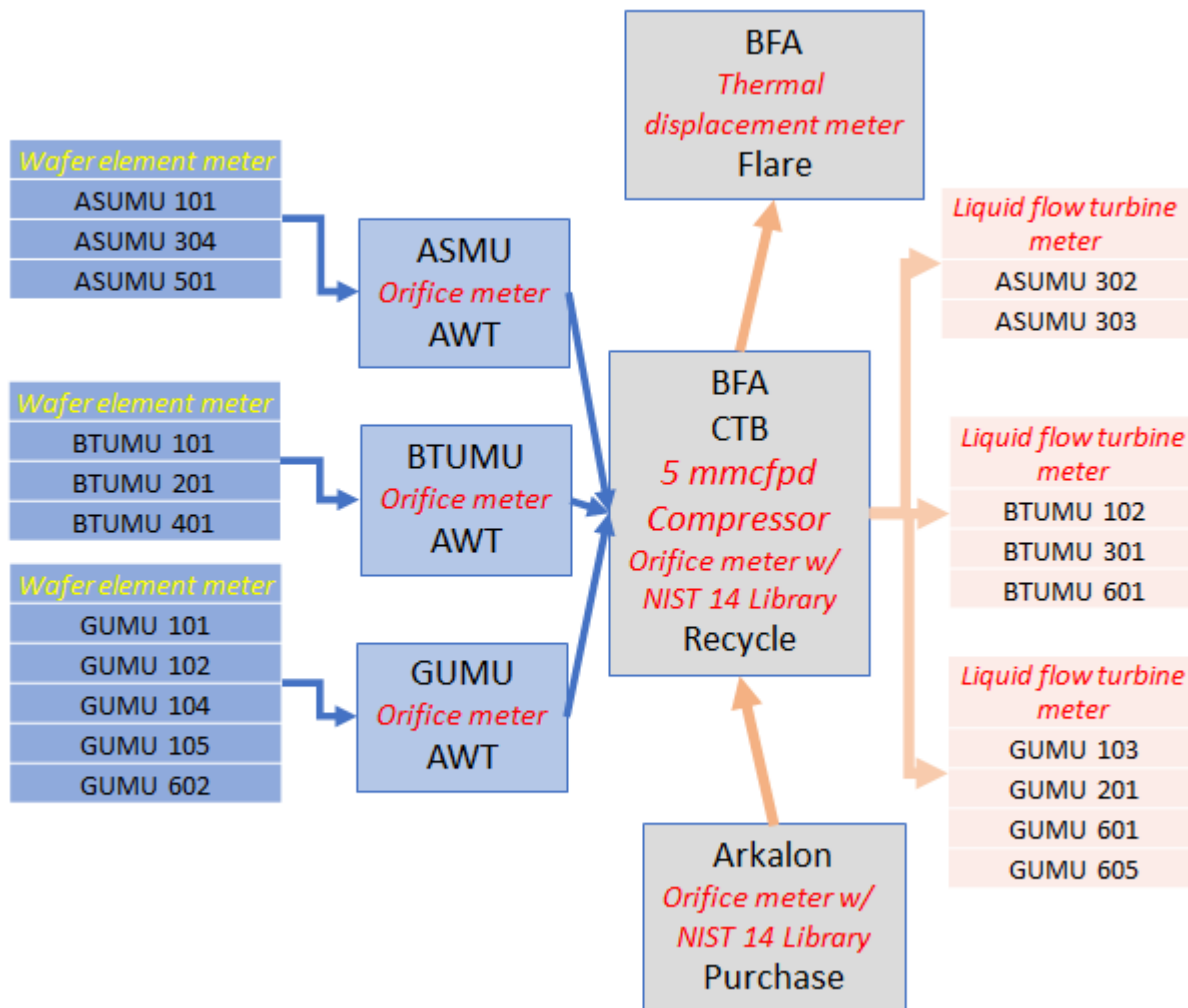 BFA
Thermal
displacement meter
Flare
Wafer element meter
ASUMU 101
ASUMU 304
ASUMU 501
ASMU
Orifice meter
AWT
Liquid flow turbine
meter
ASUMU 302
ASUMU 303
Wafer element meter
BTUMU 101
BTUMU 201
BTUMU 401
BTUMU
Orifice meter
AWT
BFA
CTB
5 mmcfpd
Compressor
Orifice meter w/
NIST 14 Library
Recycle
Liquid flow turbine
meter
BTUMU 102
BTUMU 301
BTUMU 601
Wafer element meter
GUMU 101
GUMU 102
GUMU 104
GUMU 105
GUMU 602
GUMU
Orifice meter
AWT
Liquid flow turbine
meter
GUMU 103
GUMU 201
GUMU 601
GUMU 605
Arkalon
Orifice meter w/
NIST 14 Library
Purchase